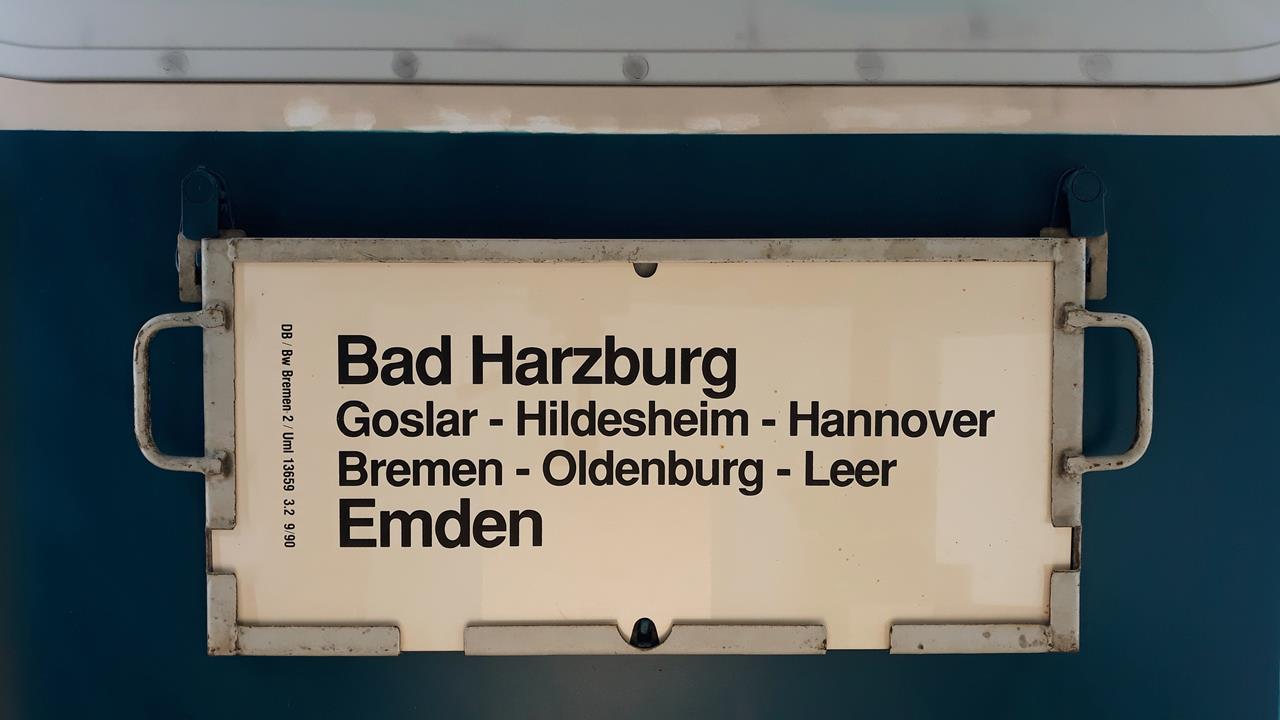 Bad Harzburg
Goslar - Hildesheim - Hannover
Bremen - Oldenburg - Leer
Emden
DB / Bw Bremen 2 / Uml 13659 3.2 9/90